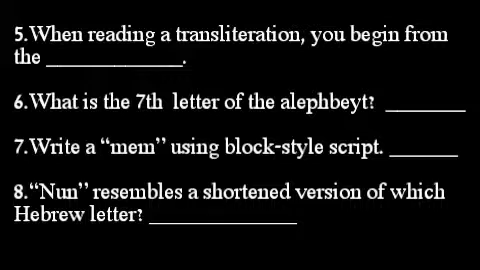 5.When reading a transliteration, you begin from
the _____________.
6.What is the 7th letter of the alephbeyt? ________
7.Write a “mem” using block-style script. _______
8.“Nun” resembles a shortened version of which
Hebrew letter? ______________